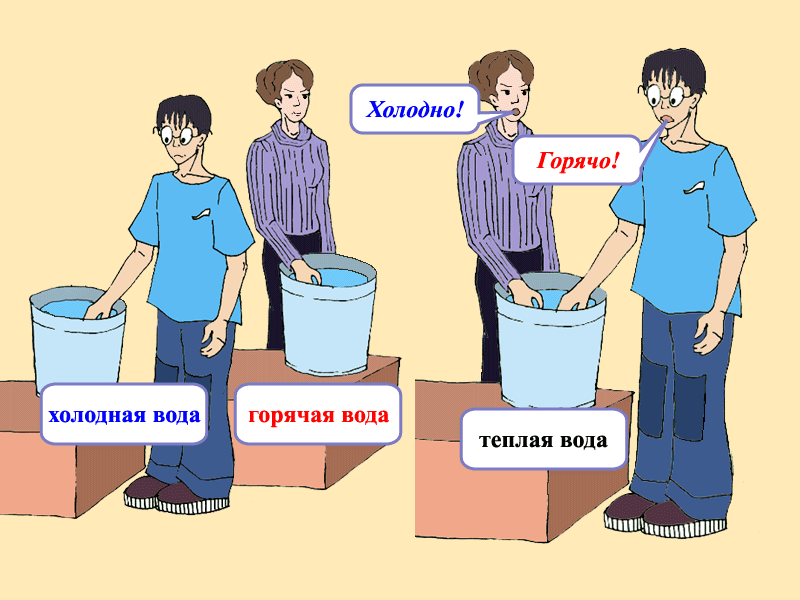 Холодно!
Горячо!
холодная вода
горячая вода
теплая вода